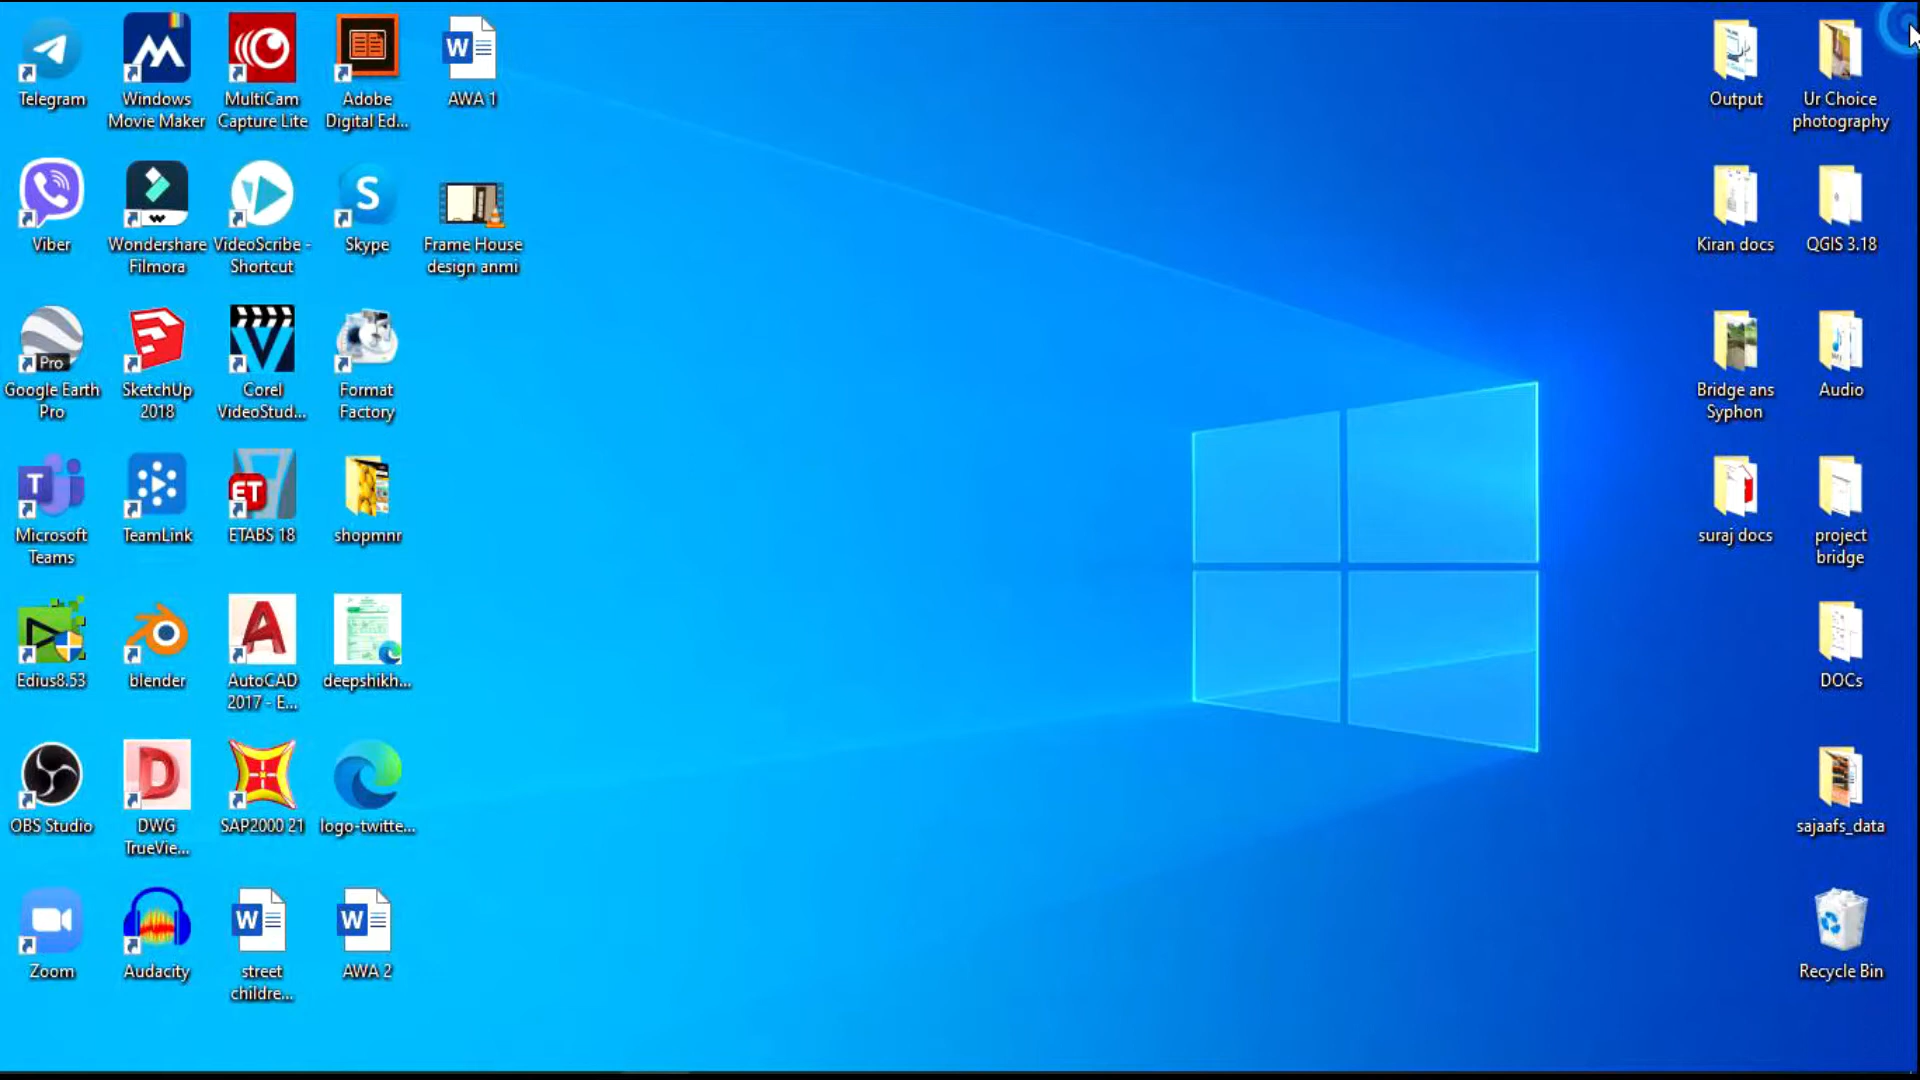 Telegram
Windows
Movie Maker
MultiCam
Capture Lite
Adobe
Digital Ed...
W
AWA 1
Viber
Wondershare
Filmora
VideoScribe -
Shortcut
S
Skype
Frame House
design anmi
Pro
Google Earth
Pro
SketchUp
2018
Corel
VideoStud...
Format
Factory
T
Microsoft
Teams
TeamLink
ET
ETABS 18
shopmnr
Edius8.53
blender
AutoCAD
2017 - E...
deepshikh...
OBS Studio
DWG
TrueVie...
SAP2000 21
logo-twitte...
Zoom
Audacity
W
street
childre...
W
AWA 2
Output
Ur Choice
photography
Kiran docs
QGIS 3.18
Bridge ans
Syphon
Audio
suraj docs
project
bridge
DOCs
sajaafs_data
Recycle Bin